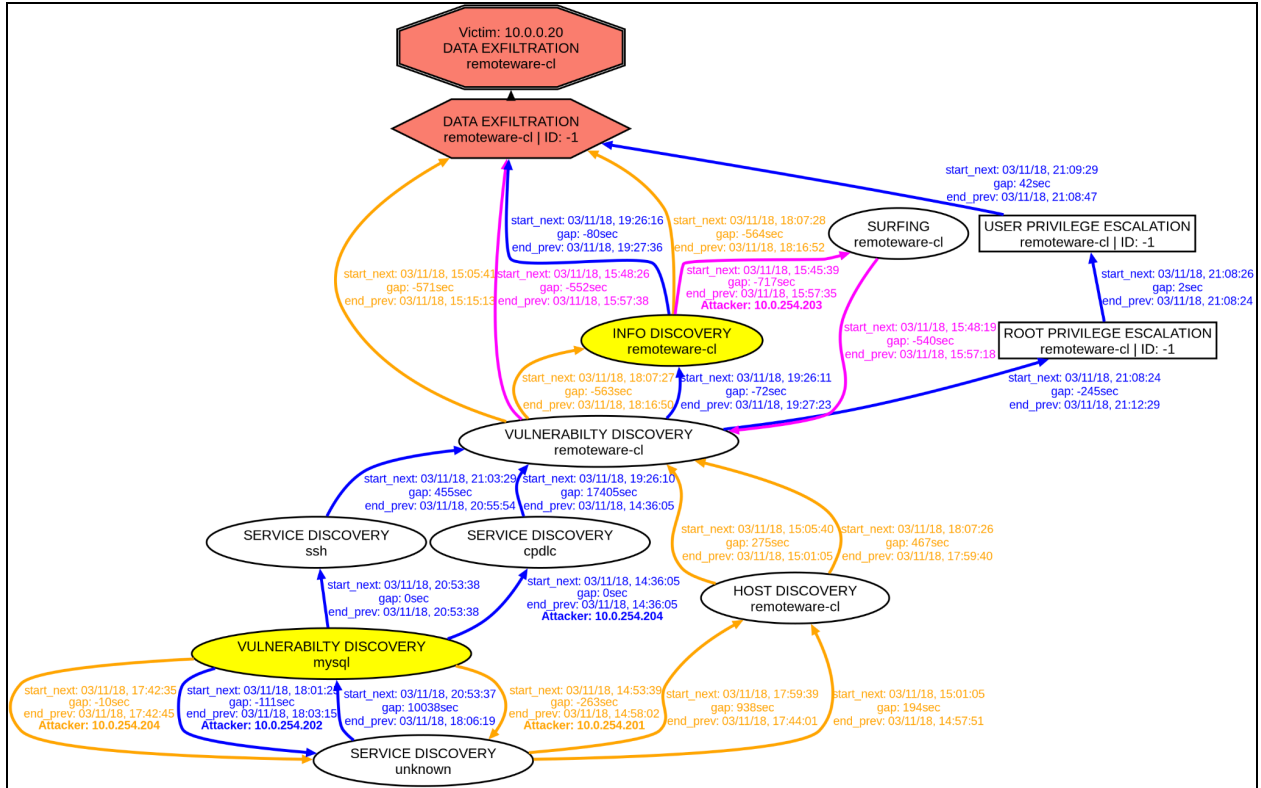 Victim: 10.0.0.20
DATA EXFILTRATION
remoteware-cl
DATA EXFILTRATION
remoteware-cl | ID: -1
start_next: 03/11/18, 21:09:29
gap: 42sec
end_prev: 03/11/18, 21:08:47
start_next: 03/11/18, 19:26:16
gap: -80sec
end_prev: 03/11/18, 19:27:36
start_next: 03/11/18, 18:07:28
gap: -564sec
end_prev: 03/11/18, 18:16:52
SURFING
remoteware-cl
USER PRIVILEGE ESCALATION
remoteware-cl | ID: -1
start_next: 03/11/18, 15:05:41
gap: -571sec
end_prev: 03/11/18, 15:15:13
start_next: 03/11/18, 15:48:26
gap: -552sec
end_prev: 03/11/18, 15:57:38
start_next: 03/11/18, 15:45:39
gap: -717sec
end_prev: 03/11/18, 15:57:35
Attacker: 10.0.254.203
start_next: 03/11/18, 21:08:26
gap: 2sec
end_prev: 03/11/18, 21:08:24
INFO DISCOVERY
remoteware-cl
start_next: 03/11/18, 15:48:19
gap: -540sec
end_prev: 03/11/18, 15:57:18
ROOT PRIVILEGE ESCALATION
remoteware-cl | ID: -1
start_next: 03/11/18, 18:07:27
gap: -563sec
end_prev: 03/11/18, 18:16:50
start_next: 03/11/18, 19:26:11
gap: -72sec
end_prev: 03/11/18, 19:27:23
start_next: 03/11/18, 21:08:24
gap: -245sec
end_prev: 03/11/18, 21:12:29
VULNERABILTY DISCOVERY
remoteware-cl
start_next: 03/11/18, 21:03:29
gap: 455sec
end_prev: 03/11/18, 20:55:54
start_next: 03/11/18, 19:26:10
gap: 17405sec
end_prev: 03/11/18, 14:36:05
SERVICE DISCOVERY
ssh
SERVICE DISCOVERY
cpdlc
start_next: 03/11/18, 15:05:40
gap: 275sec
end_prev: 03/11/18, 15:01:05
start_next: 03/11/18, 18:07:26
gap: 467sec
end_prev: 03/11/18, 17:59:40
start_next: 03/11/18, 20:53:38
gap: 0sec
end_prev: 03/11/18, 20:53:38
start_next: 03/11/18, 14:36:05
gap: 0sec
end_prev: 03/11/18, 14:36:05
Attacker: 10.0.254.204
HOST DISCOVERY
remoteware-cl
VULNERABILTY DISCOVERY
mysql
start_next: 03/11/18, 17:42:35
gap: -10sec
end_prev: 03/11/18, 17:42:45
Attacker: 10.0.254.204
start_next: 03/11/18,
gap: -111sec
end_prev: 03/11/18, 18:03:15
Attacker: 10.0.254.202
start_next: 03/11/18, 20:53:37
gap: 10038sec
end_prev: 03/11/18, 18:06:19
start_next: 03/11/18, 14:53:39
gap: -263sec
end_prev: 03/11/18, 14:58:02
Attacker: 10.0.254.201
start_next: 03/11/18, 17:59:39
gap: 938sec
end_prev: 03/11/18, 17:44:01
start_next: 03/11/18, 15:01:05
gap: 194sec
end_prev: 03/11/18, 14:57:51
SERVICE DISCOVERY
unknown